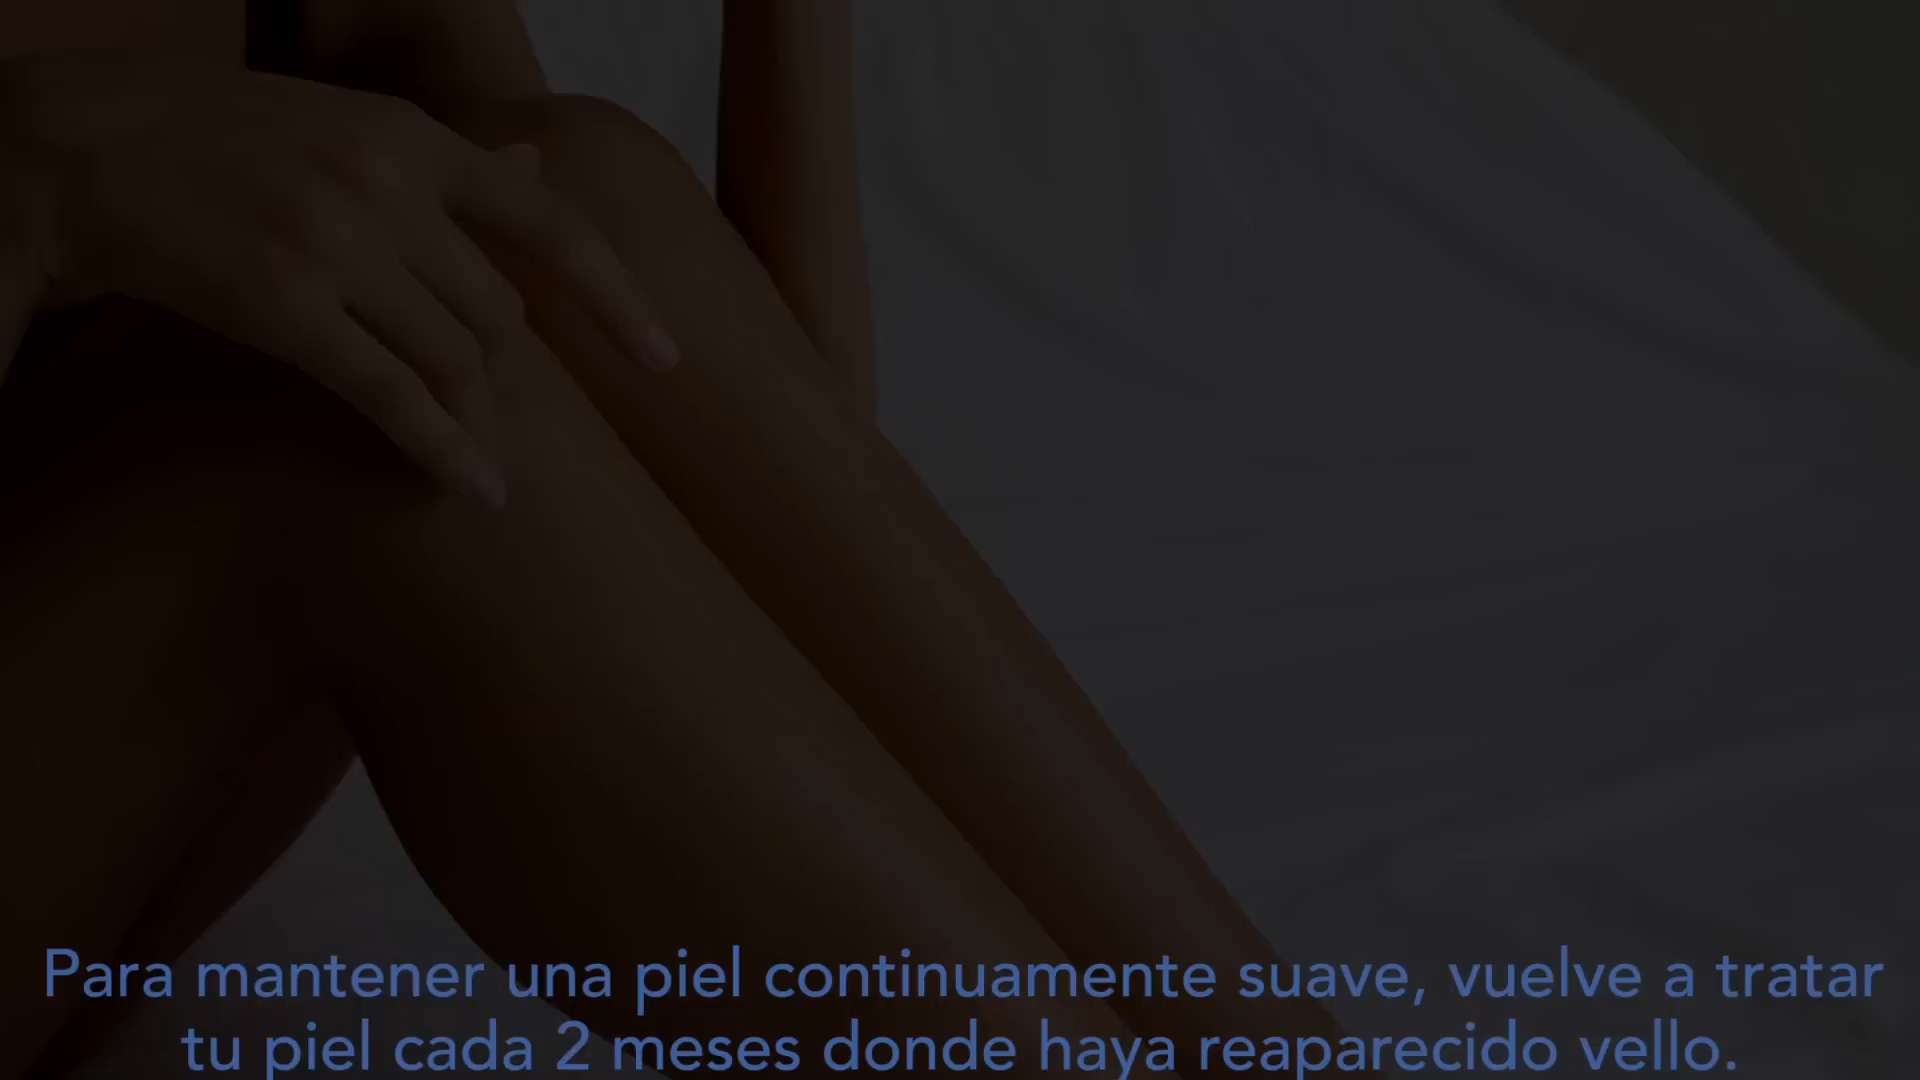 Para mantener una piel continuamente suave, vuelve a tratar
tu piel cada 2 meses donde haya reaparecido vello.